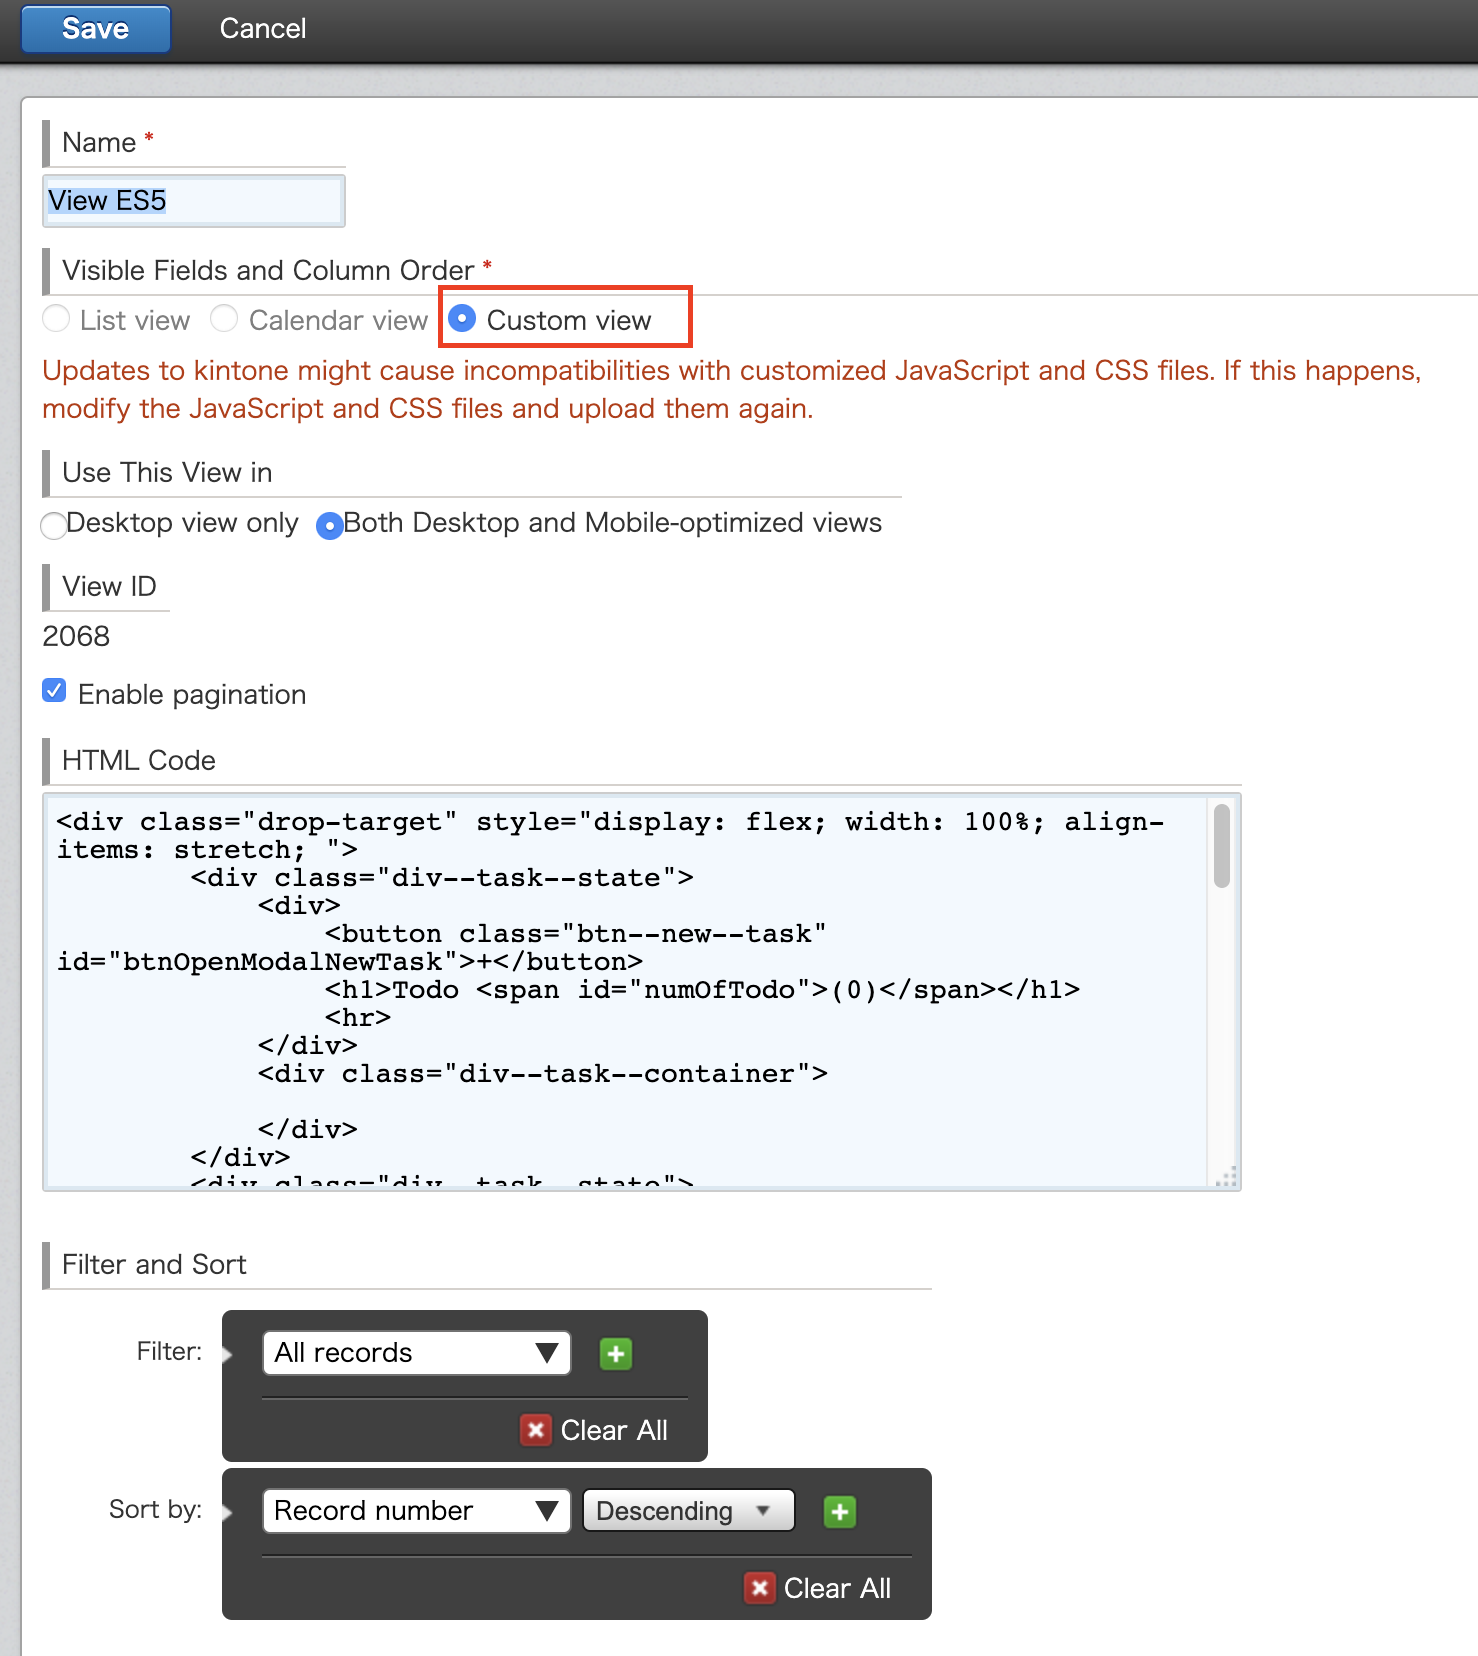 Save Cancel
Name *
View ES5
Visible Fields and Column Order *
List view Calendar view Custom view
Updates to kintone might cause incompatibilities with customized JavaScript and CSS files. If this happens,
modify the JavaScript and CSS files and upload them again.
Use This View in
Desktop view only Both Desktop and Mobile-optimized views
View ID
2068
Enable pagination
HTML Code
<div class="drop-target" style="display: flex; width: 100%; align-
items: stretch; ">
<div class="div--task--state">
<div>
<button class="btn--new--task"
id="btnOpenModalNewTask">+</button>
<h1>Todo <span id="numOfTodo">(0)</span></h1>
<hr>
</div>
<div class="div--task--container">
</div>
</div>
<div class="div--task--state">
Filter and Sort
Filter: All records
Clear All
Sort by: Record number Descending
Clear All